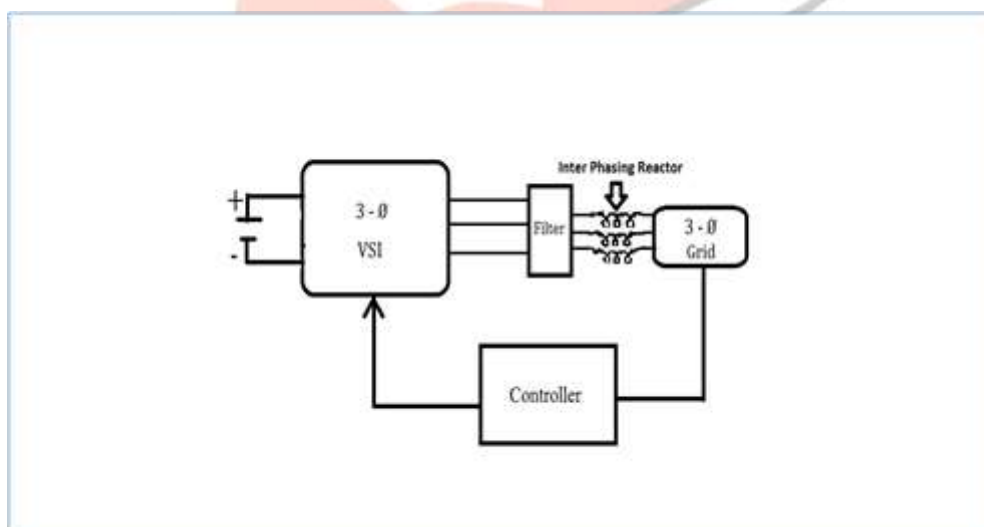 Inter Phasing Reactor
+
-
3 - Ø
VSI
Filter
3 - Ø
Grid
Controller